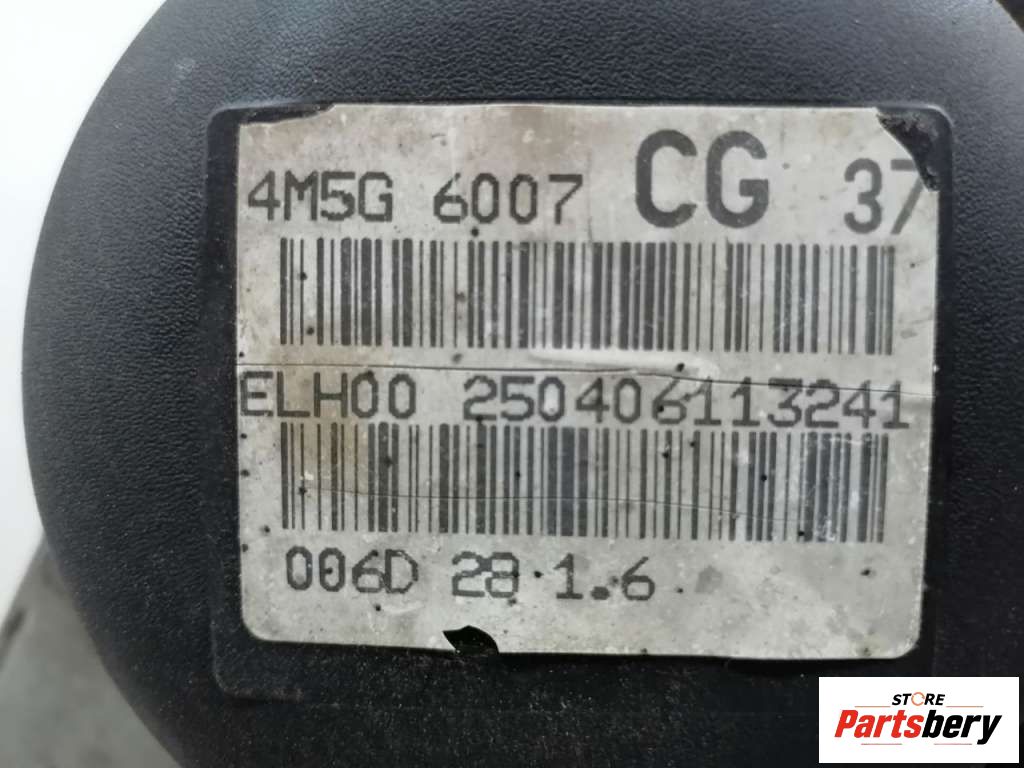 4M5G 6007 CG 37
ELH00 250406113241
006D 28 1.6
STORE
Partsbery